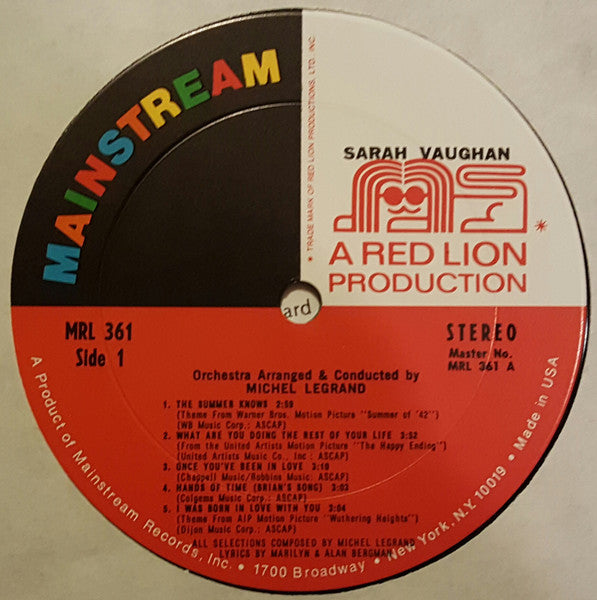 MAINSTREAM
* TRADE MARK OF RED LION PRODUCTIONS, LTD., INC.
SARAH VAUGHAN
*
A RED LION
PRODUCTION
ard
MRL 361
Side 1
STEREO
Master No.
MRL 361 A
Orchestra Arranged & Conducted by
MICHEL LEGRAND
1. THE SUMMER KNOWS 2:59
(Theme From Warner Bros. Motion Picture "Summer of '42")
(WB Music Corp.: ASCAP)
2. WHAT ARE YOU DOING THE REST OF YOUR LIFE 3:52
(From the United Artists Motion Picture "The Happy Ending")
(United Artists Music Co., Inc : ASCAP)
3. ONCE YOU'VE BEEN IN LOVE 3:19
(Chappell Music/Robbins Music: ASCAP)
4. HANDS OF TIME (BRIAN'S SONG) 3:03
(Colgems Music Corp.: ASCAP)
5. I WAS BORN IN LOVE WITH YOU 3:04
(Theme From AIP Motion Picture "Wuthering Heights")
(Dijon Music Corp.: ASCAP)
ALL SELECTIONS COMPOSED BY MICHEL LEGRAND
LYRICS BY MARILYN & ALAN BERGMAN
A Product of Mainstream Records, Inc. • 1700 Broadway • New York, N.Y. 10019 • Made in USA